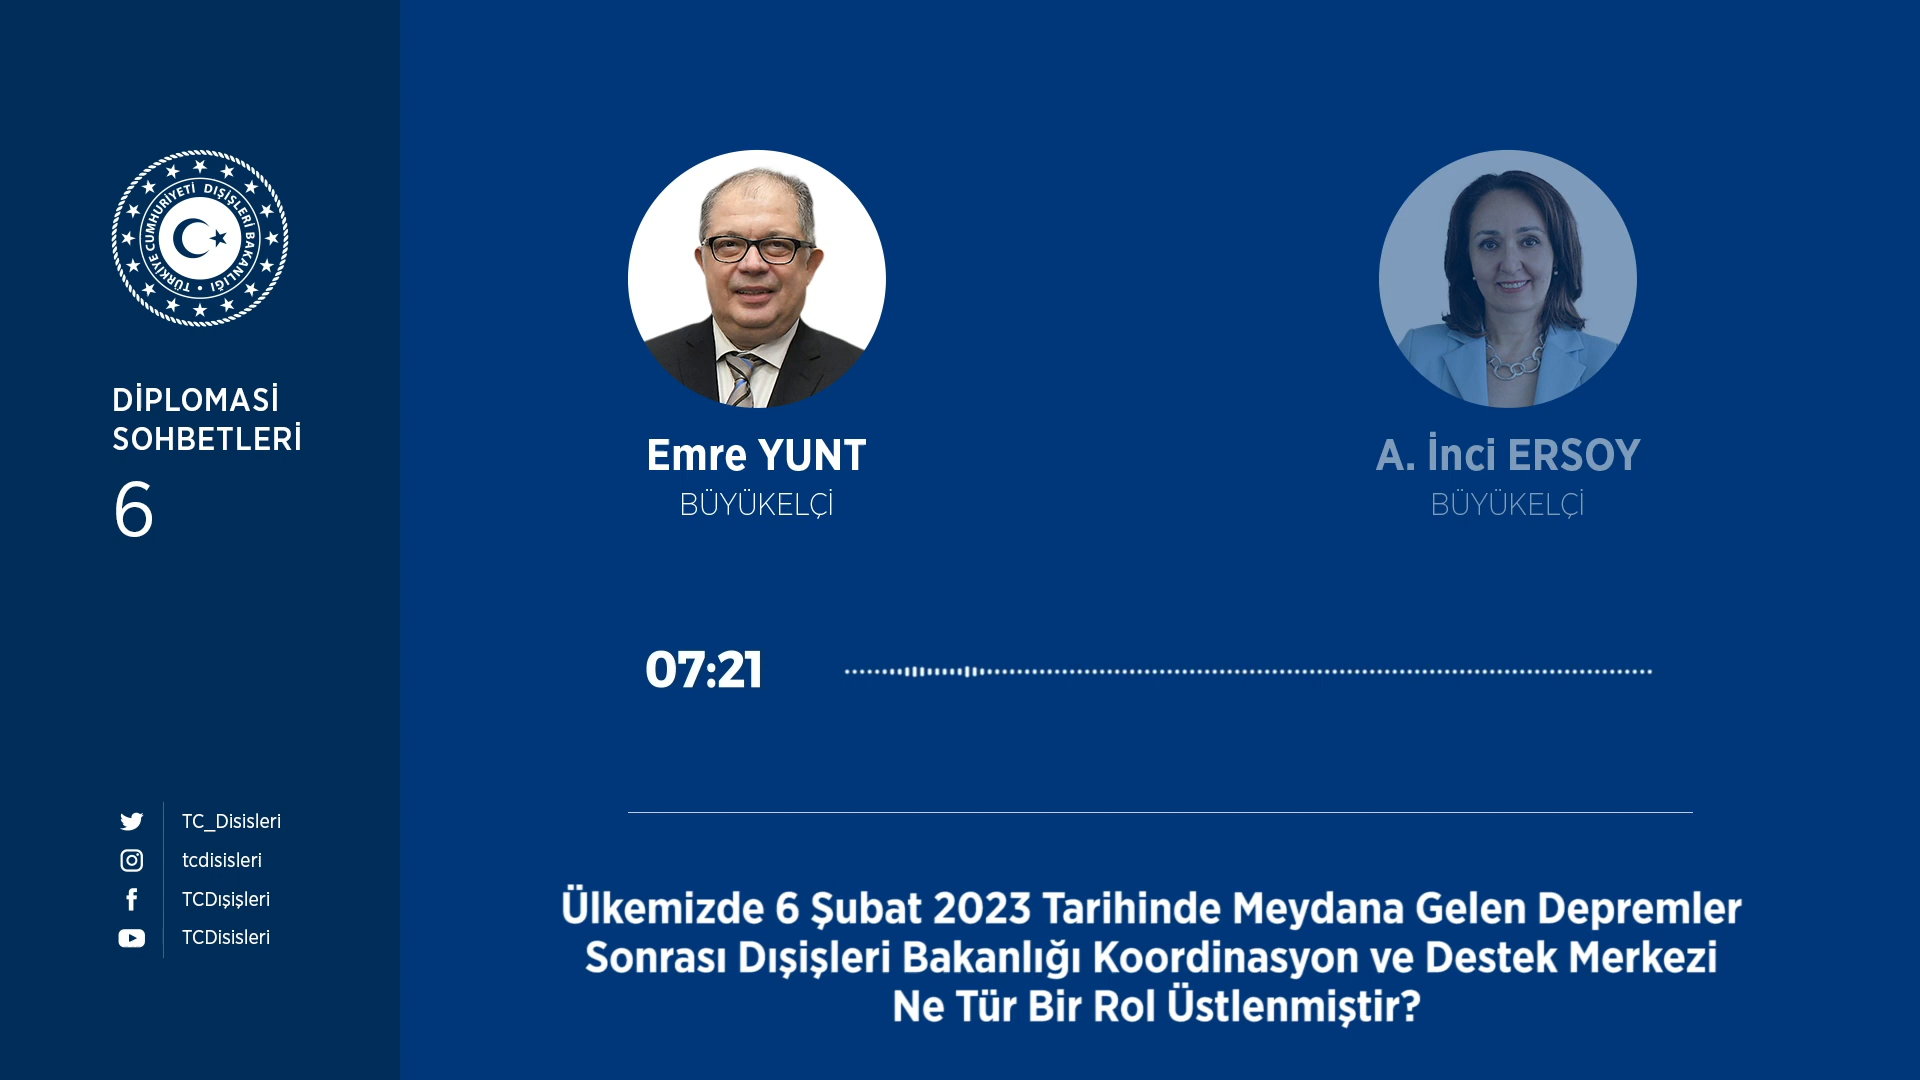 TÜRKİYE CUMHURİYETİ DIŞİŞLERİ BAKANLIĞI
DİPLOMASİ
SOHBETLERİ
6
Emre YUNT
BÜYÜKELÇİ
A. İnci ERSOY
BÜYÜKELÇİ
07:21
TC_Disisleri
tcdisisleri
TCDışişleri
TCDisisleri
Ülkemizde 6 Şubat 2023 Tarihinde Meydana Gelen Depremler
Sonrası Dışişleri Bakanlığı Koordinasyon ve Destek Merkezi
Ne Tür Bir Rol Üstlenmiştir?